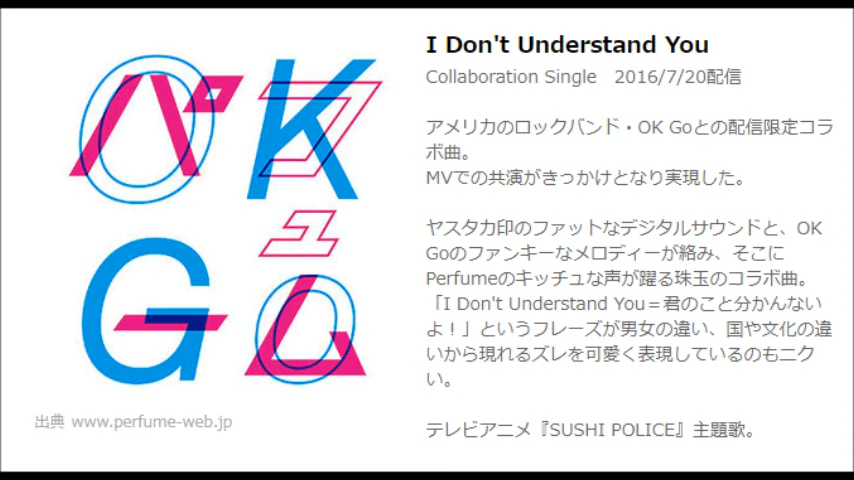 パフュム
OK GO
I Don't Understand You
Collaboration Single 2016/7/20配信
アメリカのロックバンド・OK Goとの配信限定コラ
ボ曲。
MVでの共演がきっかけとなり実現した。
ヤスタカ印のファットなデジタルサウンドと、OK
Goのファンキーなメロディーが絡み、そこに
Perfumeのキッチュな声が躍る珠玉のコラボ曲。
「I Don't Understand You＝君のこと分かんない
よ！」というフレーズが男女の違い、国や文化の違
いから現れるズレを可愛く表現しているのもニク
い。
テレビアニメ『SUSHI POLICE』主題歌。
出典 www.perfume-web.jp